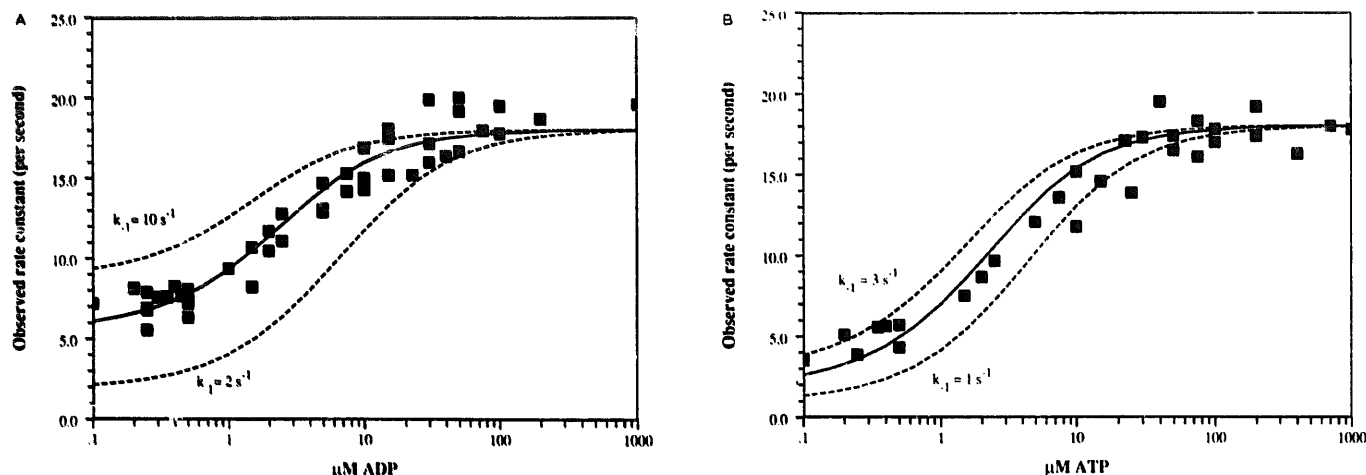 A
Observed rate constant (per second)
25.0
20.0
15.0
10.0
5.0
0.0
k-1 = 10 s-1
k-1 = 2 s-1
.1
1
10
100
1000
µM ADP
B
Observed rate constant (per second)
25.0
20.0
15.0
10.0
5.0
0.0
k-1 = 3 s-1
k-1 = 1 s-1
.1
1
10
100
1000
µM ATP